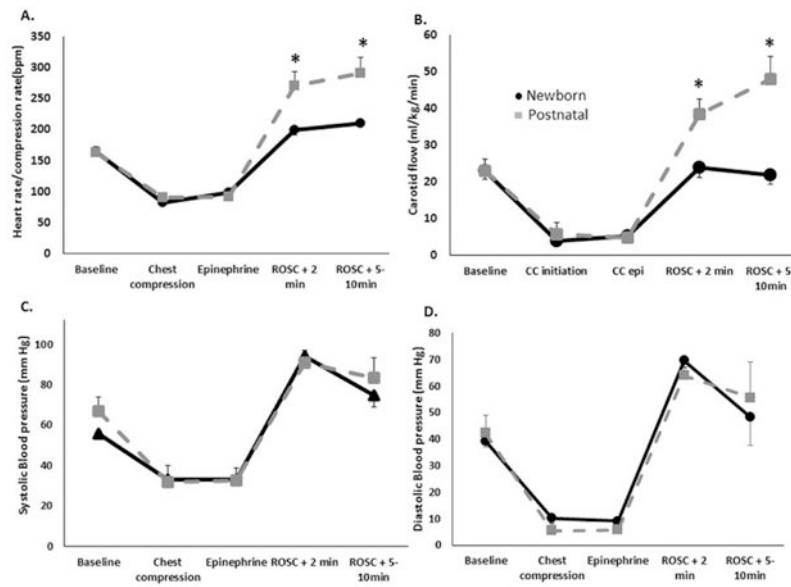 A.
Heart rate/compression rate(bpm)
350
300
250
200
150
100
50
0
*
*
Baseline
Chest
compression
Epinephrine
ROSC + 2
min
ROSC + 5-
10min
B.
Carotid flow (ml/kg/min)
60
50
40
30
20
10
0
*
*
Newborn
Postnatal
Baseline
CC initiation
CC epi
ROSC + 2 min
ROSC + 5-
10min
C.
Systolic Blood pressure (mm Hg)
100
80
60
40
20
0
Baseline
Chest
compression
Epinephrine
ROSC + 2 min
ROSC + 5-
10min
D.
Diastolic Blood pressure (mm Hg)
80
70
60
50
40
30
20
10
0
Baseline
Chest
compression
Epinephrine
ROSC + 2
min
ROSC + 5-
10min